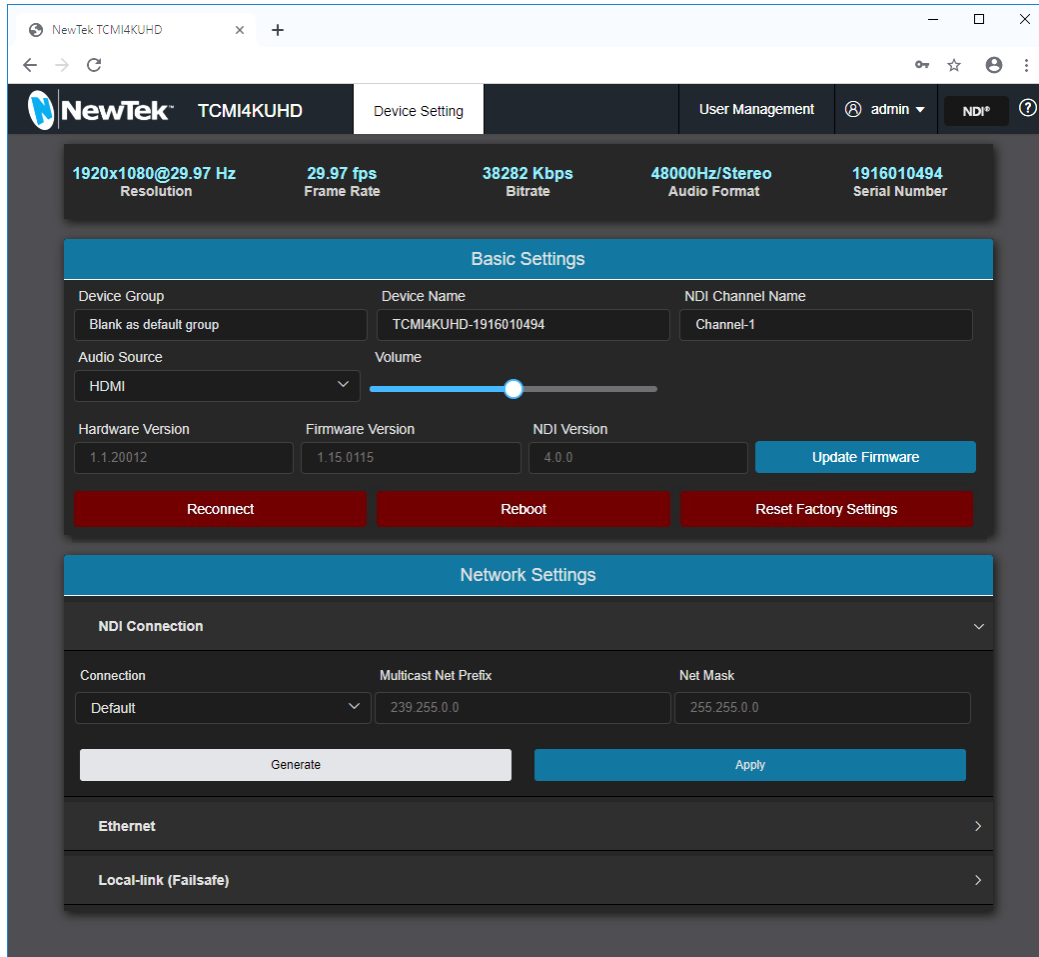 NewTek TCMI4KUHD
NewTek™ TCMI4KUHD Device Setting User Management admin NDI®
1920x1080@29.97 Hz 29.97 fps 38282 Kbps 48000Hz/Stereo 1916010494
Resolution Frame Rate Bitrate Audio Format Serial Number
Basic Settings
Device Group Device Name NDI Channel Name
Blank as default group TCMI4KUHD-1916010494 Channel-1
Audio Source Volume
HDMI
Hardware Version Firmware Version NDI Version
1.1.20012 1.15.0115 4.0.0 Update Firmware
Reconnect Reboot Reset Factory Settings
Network Settings
NDI Connection
Connection Multicast Net Prefix Net Mask
Default 239.255.0.0 255.255.0.0
Generate Apply
Ethernet
Local-link (Failsafe)